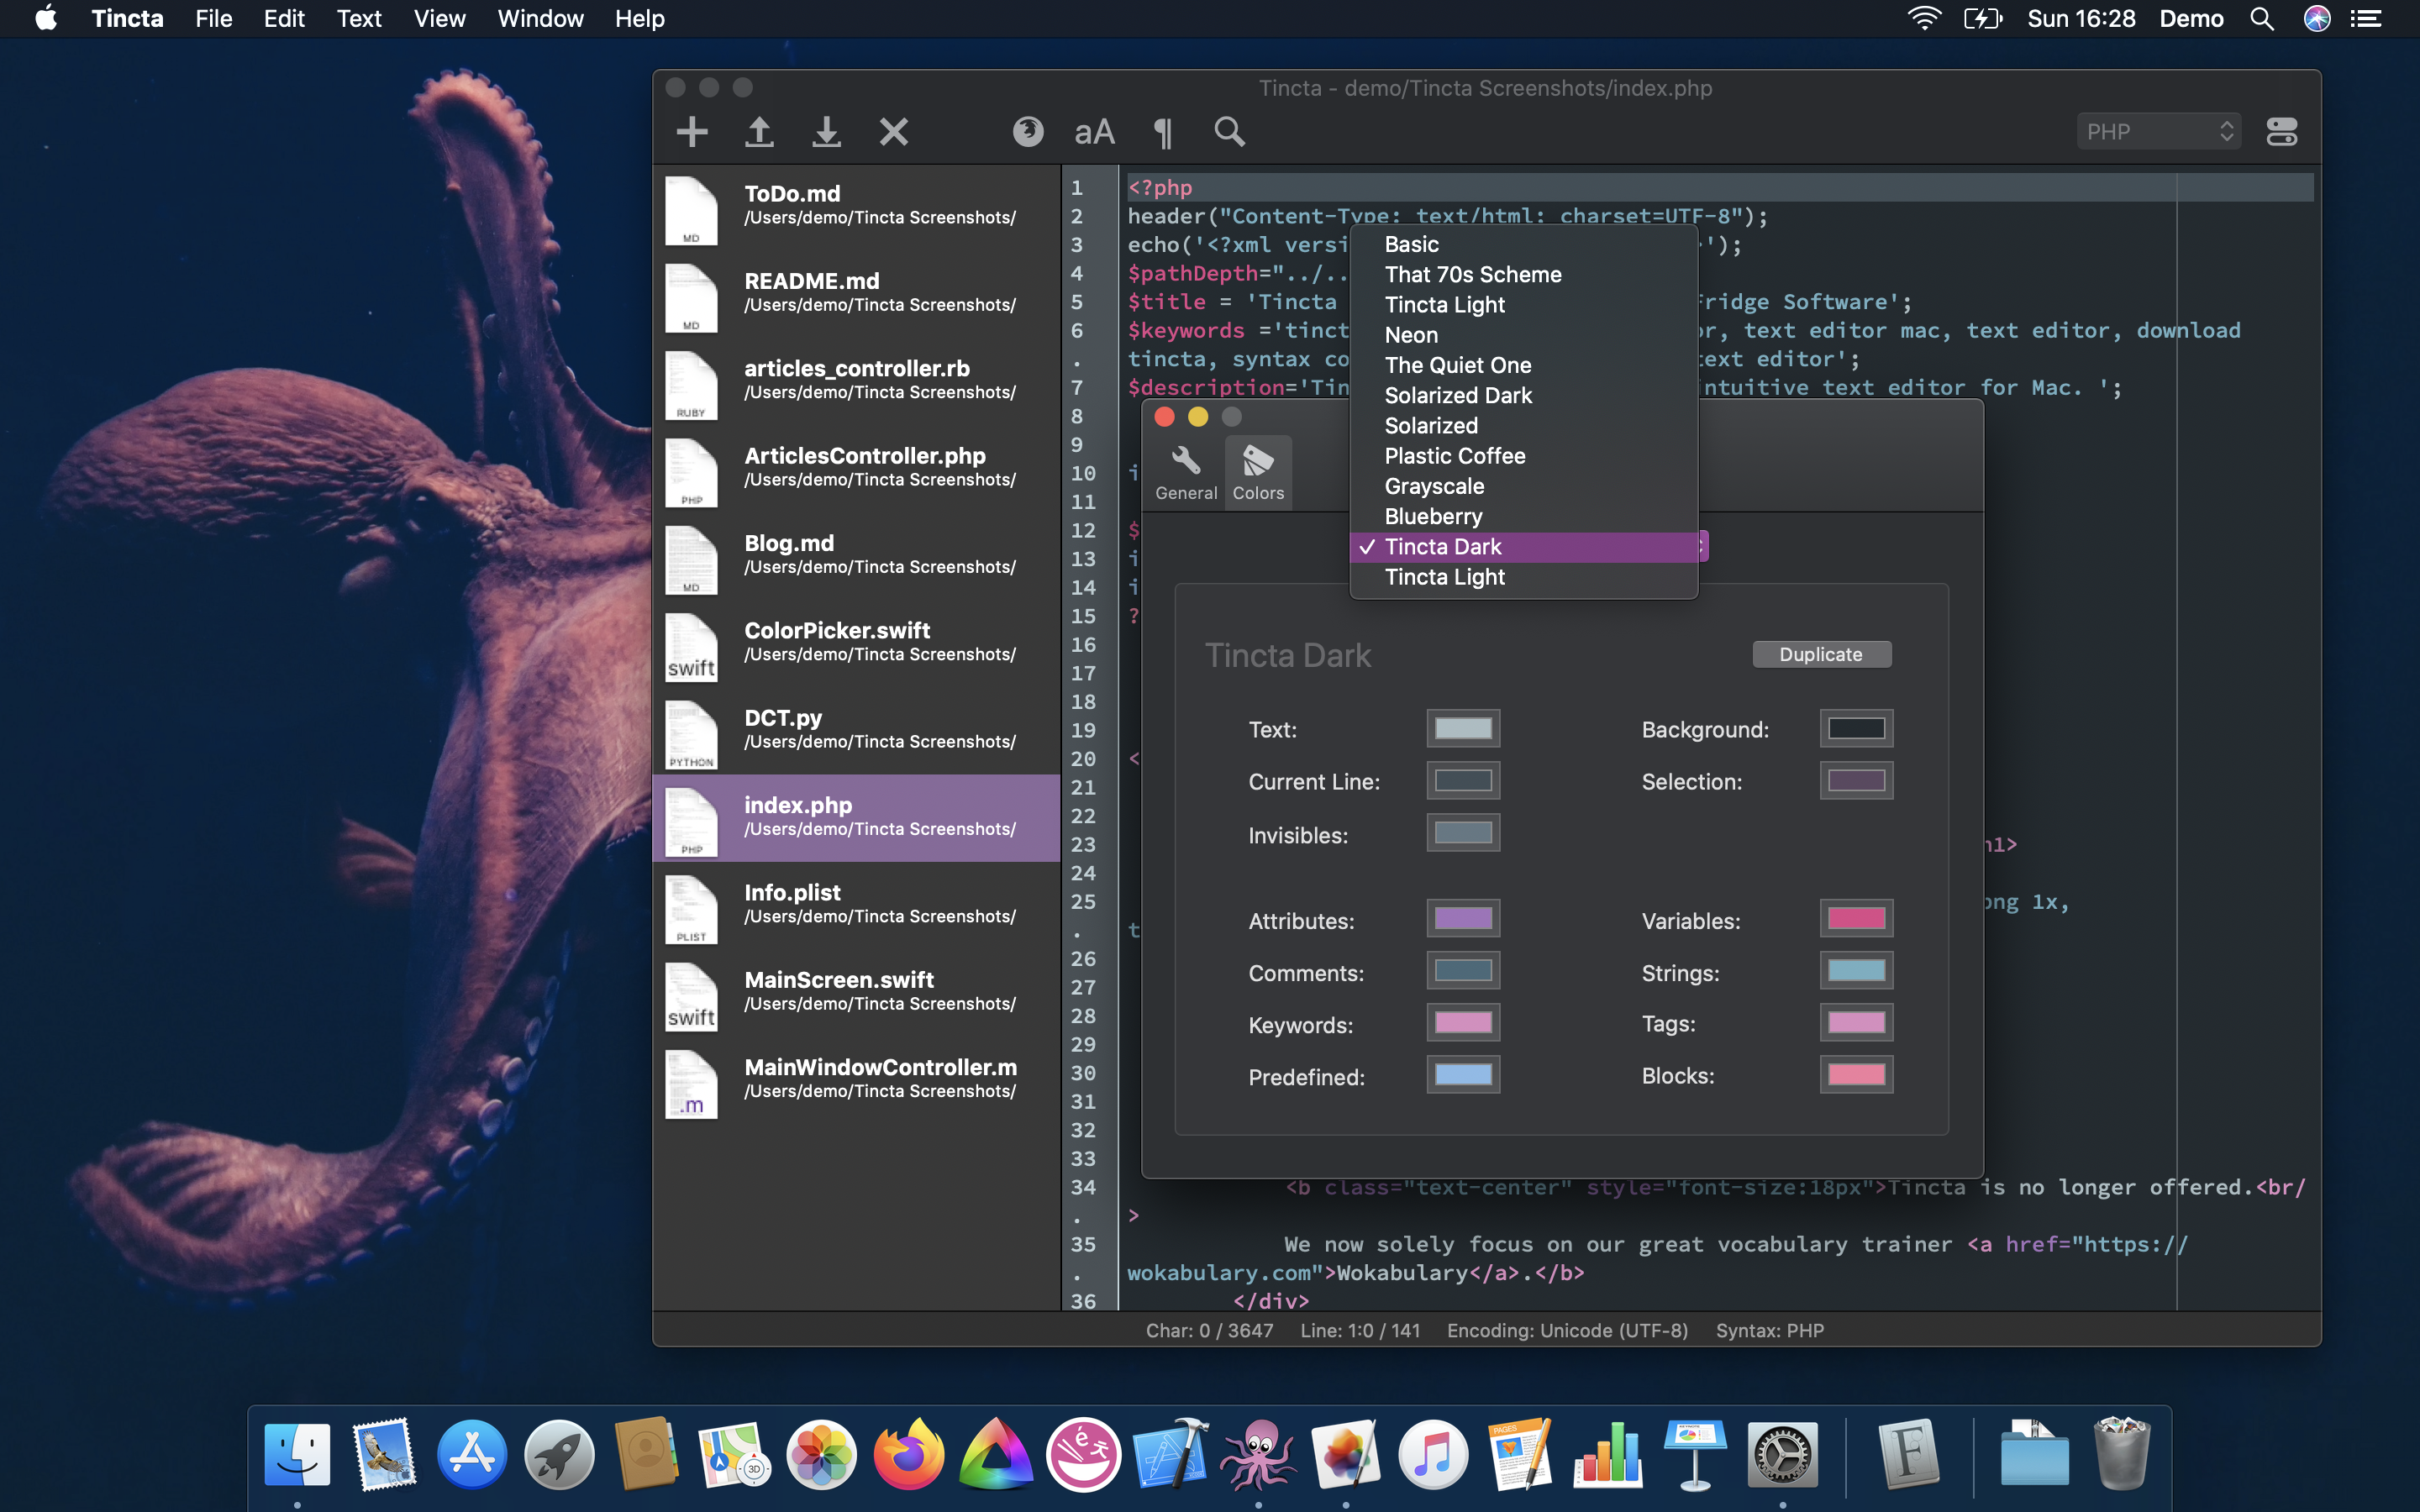 Tincta File Edit Text View Window Help Sun 16:28 Demo
Tincta - demo/Tincta Screenshots/index.php
aA ¶ PHP
ToDo.md
/Users/demo/Tincta Screenshots/
MD
README.md
/Users/demo/Tincta Screenshots/
MD
articles_controller.rb
/Users/demo/Tincta Screenshots/
RUBY
ArticlesController.php
/Users/demo/Tincta Screenshots/
PHP
Blog.md
/Users/demo/Tincta Screenshots/
MD
ColorPicker.swift
/Users/demo/Tincta Screenshots/
swift
DCT.py
/Users/demo/Tincta Screenshots/
PYTHON
index.php
/Users/demo/Tincta Screenshots/
PHP
Info.plist
/Users/demo/Tincta Screenshots/
PLIST
MainScreen.swift
/Users/demo/Tincta Screenshots/
swift
MainWindowController.m
/Users/demo/Tincta Screenshots/
.m
1 <?php
2 header("Content-Type: text/html; charset=UTF-8");
3 echo('<?xml versi ');
4 $pathDepth="../..
5 $title = 'Tincta ridge Software';
6 $keywords ='tinct r, text editor mac, text editor, download
. tincta, syntax co text editor';
7 $description='Tin ntuitive text editor for Mac. ';
8
9
10 i
11
12 $
13 i
14 i
15 ?
16
17
18
19
20 <
21
22
23 h1>
24
25 png 1x,
. t
26
27
28
29
30
31
32
33
34 <b class="text-center" style="font-size:18px">Tincta is no longer offered.<br/
. >
35 We now solely focus on our great vocabulary trainer <a href="https://
. wokabulary.com">Wokabulary</a>.</b>
36 </div>
Basic
That 70s Scheme
Tincta Light
Neon
The Quiet One
Solarized Dark
Solarized
Plastic Coffee
Grayscale
Blueberry
✓ Tincta Dark
Tincta Light
General Colors
Tincta Dark Duplicate
Text: Background:
Current Line: Selection:
Invisibles:
Attributes: Variables:
Comments: Strings:
Keywords: Tags:
Predefined: Blocks:
Char: 0 / 3647 Line: 1:0 / 141 Encoding: Unicode (UTF-8) Syntax: PHP
3D
PAGES
KEYNOTE
F